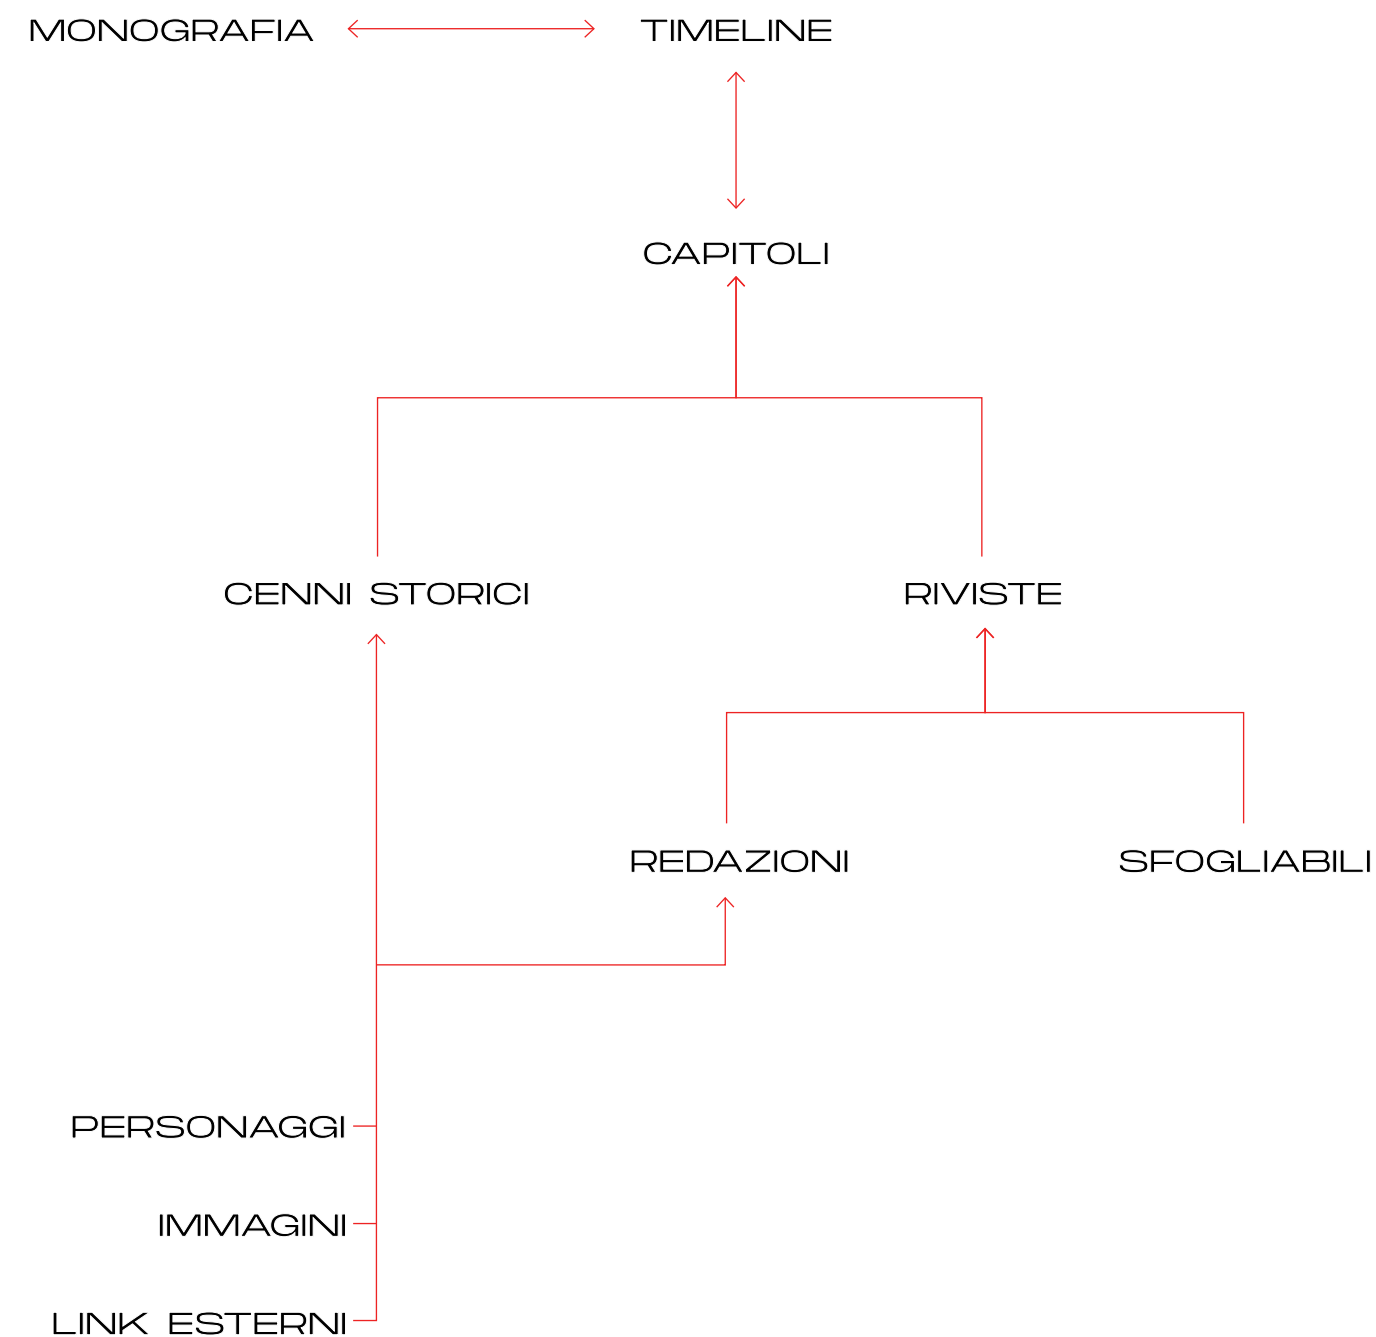 MONOGRAFIA
TIMELINE
CAPITOLI
CENNI STORICI
RIVISTE
REDAZIONI
SFOGLIABILI
PERSONAGGI
IMMAGINI
LINK ESTERNI